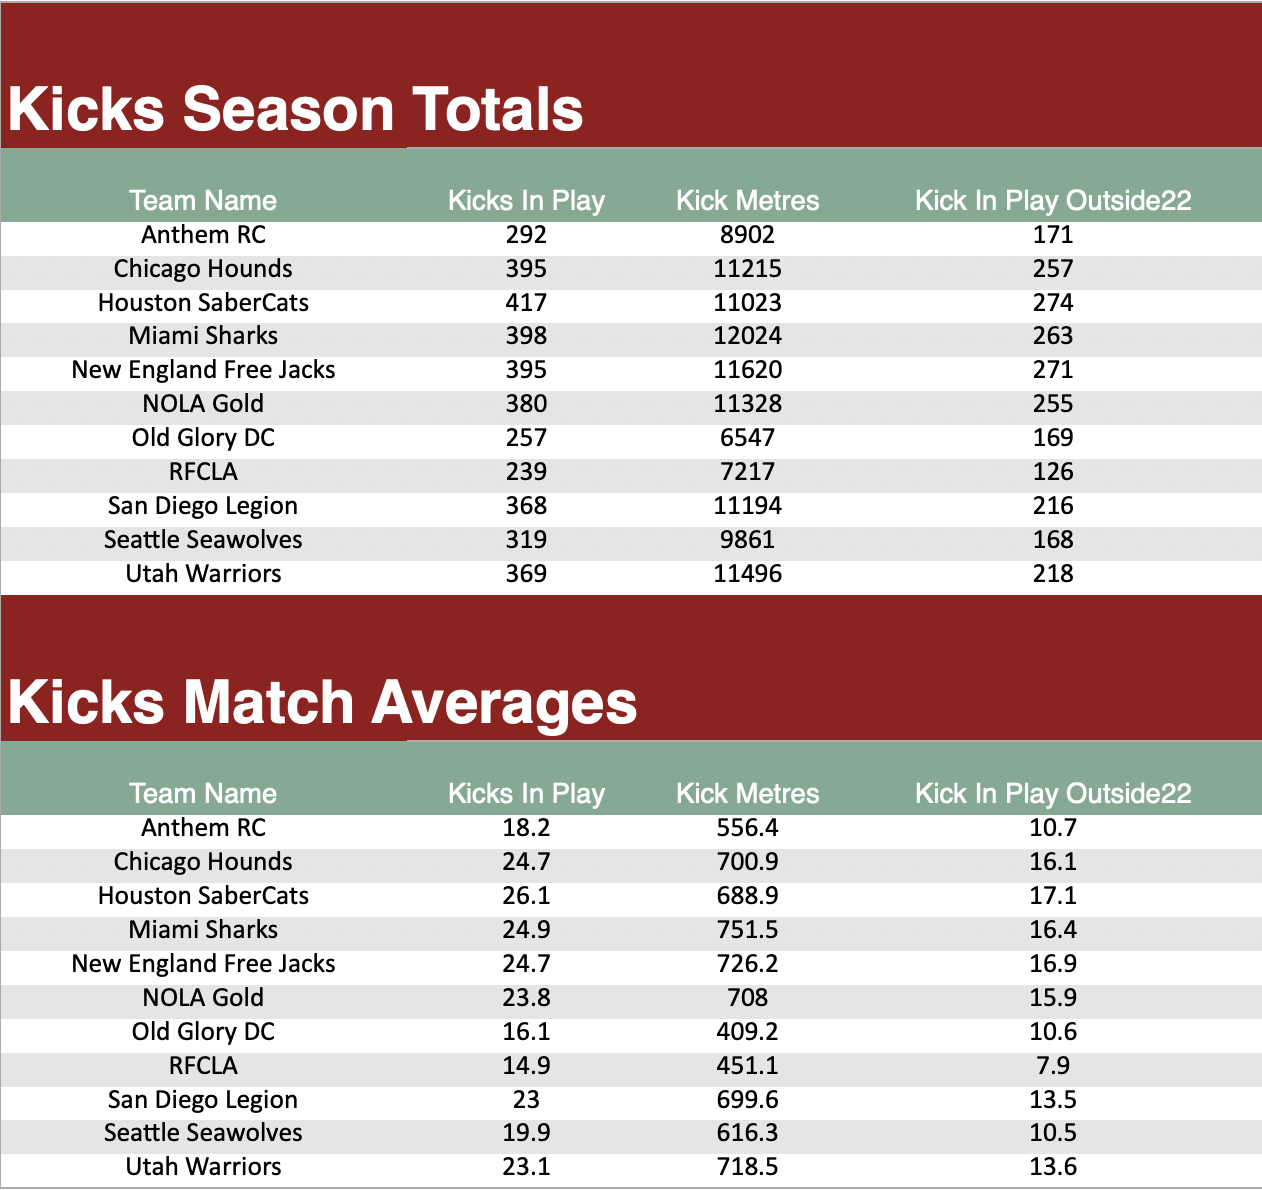 Kicks Season Totals
Team Name Kicks In Play Kick Metres Kick In Play Outside22
Anthem RC 292 8902 171
Chicago Hounds 395 11215 257
Houston SaberCats 417 11023 274
Miami Sharks 398 12024 263
New England Free Jacks 395 11620 271
NOLA Gold 380 11328 255
Old Glory DC 257 6547 169
RFCLA 239 7217 126
San Diego Legion 368 11194 216
Seattle Seawolves 319 9861 168
Utah Warriors 369 11496 218
Kicks Match Averages
Team Name Kicks In Play Kick Metres Kick In Play Outside22
Anthem RC 18.2 556.4 10.7
Chicago Hounds 24.7 700.9 16.1
Houston SaberCats 26.1 688.9 17.1
Miami Sharks 24.9 751.5 16.4
New England Free Jacks 24.7 726.2 16.9
NOLA Gold 23.8 708 15.9
Old Glory DC 16.1 409.2 10.6
RFCLA 14.9 451.1 7.9
San Diego Legion 23 699.6 13.5
Seattle Seawolves 19.9 616.3 10.5
Utah Warriors 23.1 718.5 13.6